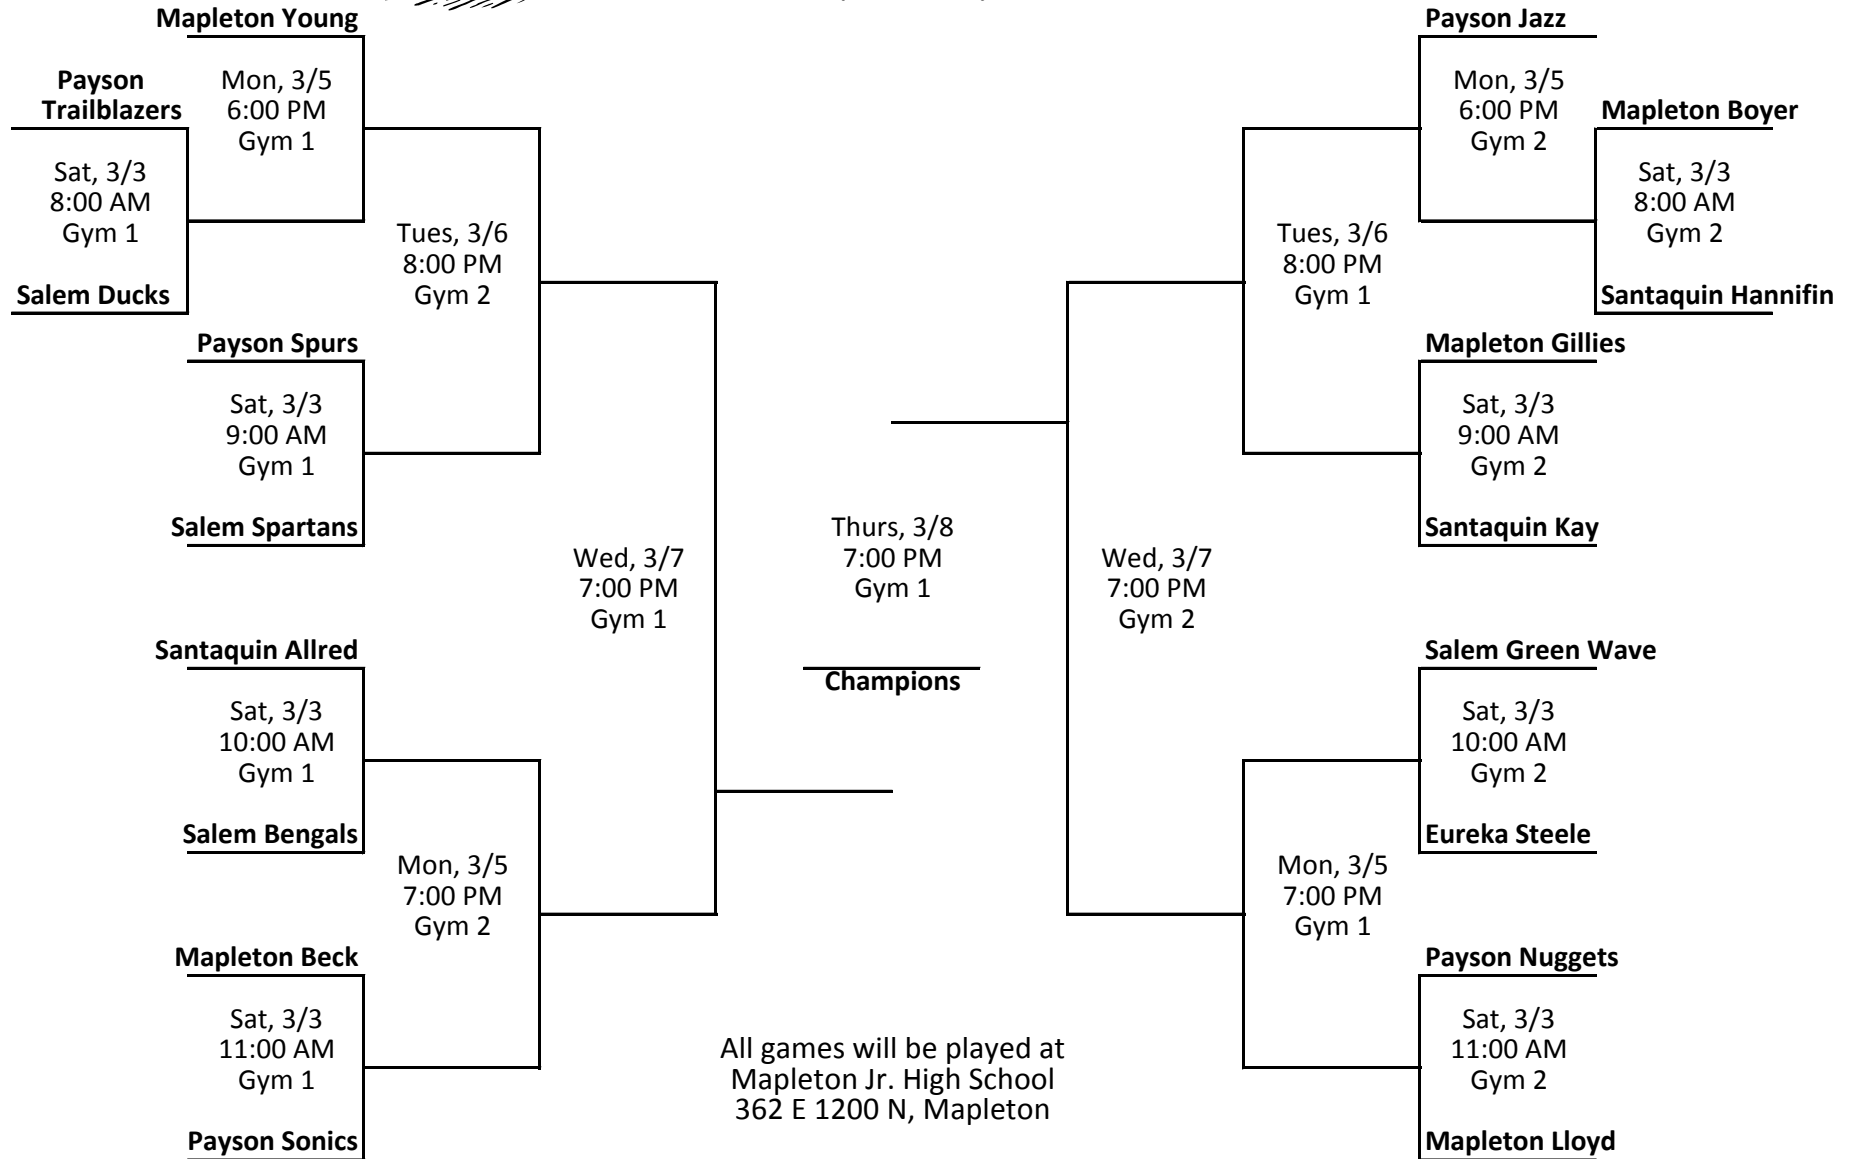 Mapleton Young
Payson
Trailblazers
Mon, 3/5
6:00 PM
Gym 1
Sat, 3/3
8:00 AM
Gym 1
Salem Ducks
Tues, 3/6
8:00 PM
Gym 2
Payson Spurs
Sat, 3/3
9:00 AM
Gym 1
Salem Spartans
Wed, 3/7
7:00 PM
Gym 1
Santaquin Allred
Sat, 3/3
10:00 AM
Gym 1
Salem Bengals
Mon, 3/5
7:00 PM
Gym 2
Mapleton Beck
Sat, 3/3
11:00 AM
Gym 1
Payson Sonics
Thurs, 3/8
7:00 PM
Gym 1
Champions
All games will be played at
Mapleton Jr. High School
362 E 1200 N, Mapleton
Payson Jazz
Mon, 3/5
6:00 PM
Gym 2
Mapleton Boyer
Sat, 3/3
8:00 AM
Gym 2
Santaquin Hannifin
Tues, 3/6
8:00 PM
Gym 1
Mapleton Gillies
Sat, 3/3
9:00 AM
Gym 2
Santaquin Kay
Wed, 3/7
7:00 PM
Gym 2
Salem Green Wave
Sat, 3/3
10:00 AM
Gym 2
Eureka Steele
Mon, 3/5
7:00 PM
Gym 1
Payson Nuggets
Sat, 3/3
11:00 AM
Gym 2
Mapleton Lloyd